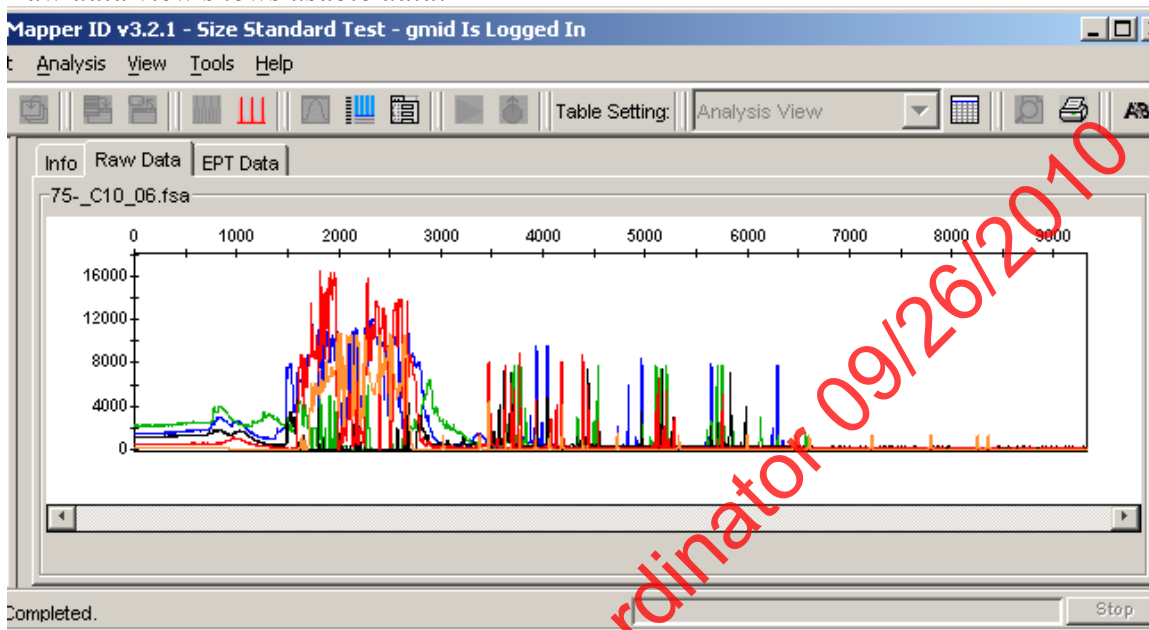 Mapper ID v3.2.1 - Size Standard Test - gmid Is Logged In
t Analysis View Tools Help
Table Setting: Analysis View
Info Raw Data EPT Data
75-_C10_06.fsa
0 1000 2000 3000 4000 5000 6000 7000 8000 9000
16000
12000
8000
4000
0
Completed.
Stop
rdinator 09/26/2010